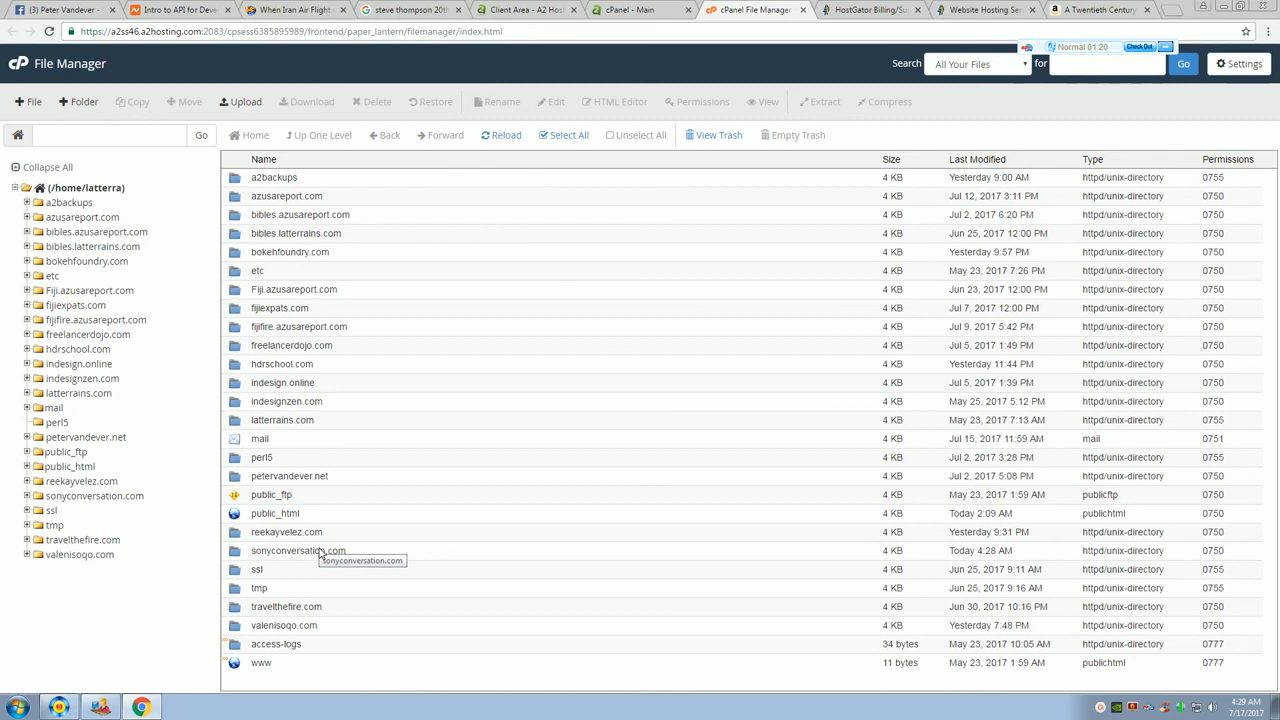 (3) Peter Vandever -
Intro to API for Deve
When Iran Air Flight
steve thompson 20th
Client Area - A2 Host
cPanel - Main
cPanel File Manager
HostGator Billing/Su
Website Hosting Ser
A Twentieth Century
https://a2ss46.a2hosting.com:2083/cpsess6385895989/frontend/paper_lantern/filemanager/index.html
Normal 01:20 Check Out
cP File Manager
Search All Your Files for Go Settings
File Folder Copy Move Upload Download Delete Restore Rename Edit HTML Editor Permissions View Extract Compress
Go Home Up One Level Back Forward Reload Select All Unselect All View Trash Empty Trash
Collapse All
(/home/latterra)
a2backups
azusareport.com
bibles.azusareport.com
bibles.latterrains.com
bokehfoundry.com
etc
Fiji.azusareport.com
fijiexpats.com
fijifire.azusareport.com
freelancerdojo.com
hdrschool.com
indesign.online
indesignzen.com
latterrains.com
mail
perl5
petervandever.net
public_ftp
public_html
reekayvelez.com
sonyconversation.com
ssl
tmp
travelthefire.com
valenisoqo.com
Name Size Last Modified Type Permissions
a2backups 4 KB Yesterday 9:00 AM httpd/unix-directory 0755
azusareport.com 4 KB Jul 12, 2017 3:11 PM httpd/unix-directory 0750
bibles.azusareport.com 4 KB Jul 2, 2017 6:20 PM httpd/unix-directory 0750
bibles.latterrains.com 4 KB Jun 25, 2017 12:00 PM httpd/unix-directory 0750
bokehfoundry.com 4 KB Yesterday 9:57 PM httpd/unix-directory 0750
etc 4 KB May 23, 2017 7:26 PM httpd/unix-directory 0750
Fiji.azusareport.com 4 KB Jun 23, 2017 12:00 PM httpd/unix-directory 0750
fijiexpats.com 4 KB Jul 7, 2017 12:00 PM httpd/unix-directory 0750
fijifire.azusareport.com 4 KB Jul 9, 2017 5:42 PM httpd/unix-directory 0750
freelancerdojo.com 4 KB Jul 5, 2017 1:49 PM httpd/unix-directory 0750
hdrschool.com 4 KB Yesterday 11:44 PM httpd/unix-directory 0750
indesign.online 4 KB Jul 5, 2017 1:39 PM httpd/unix-directory 0750
indesignzen.com 4 KB May 25, 2017 5:12 PM httpd/unix-directory 0750
latterrains.com 4 KB May 23, 2017 7:13 AM httpd/unix-directory 0755
mail 4 KB Jul 15, 2017 11:59 AM mail 0751
perl5 4 KB Jul 2, 2017 3:28 PM httpd/unix-directory 0755
petervandever.net 4 KB Jul 2, 2017 5:08 PM httpd/unix-directory 0750
public_ftp 4 KB May 23, 2017 1:59 AM publicftp 0750
public_html 4 KB Today 2:09 AM publichtml 0750
reekayvelez.com 4 KB Yesterday 9:31 PM httpd/unix-directory 0750
sonyconversation.com 4 KB Today 4:28 AM httpd/unix-directory 0750
sonyconversation.com
ssl 4 KB Jun 25, 2017 9:11 AM httpd/unix-directory 0755
tmp 4 KB Jun 25, 2017 9:16 AM httpd/unix-directory 0755
travelthefire.com 4 KB Jun 30, 2017 10:16 PM httpd/unix-directory 0750
valenisoqo.com 4 KB Yesterday 7:48 PM httpd/unix-directory 0750
access-logs 34 bytes May 23, 2017 10:05 AM httpd/unix-directory 0777
www 11 bytes May 23, 2017 1:59 AM publichtml 0777
4:29 AM
7/17/2017